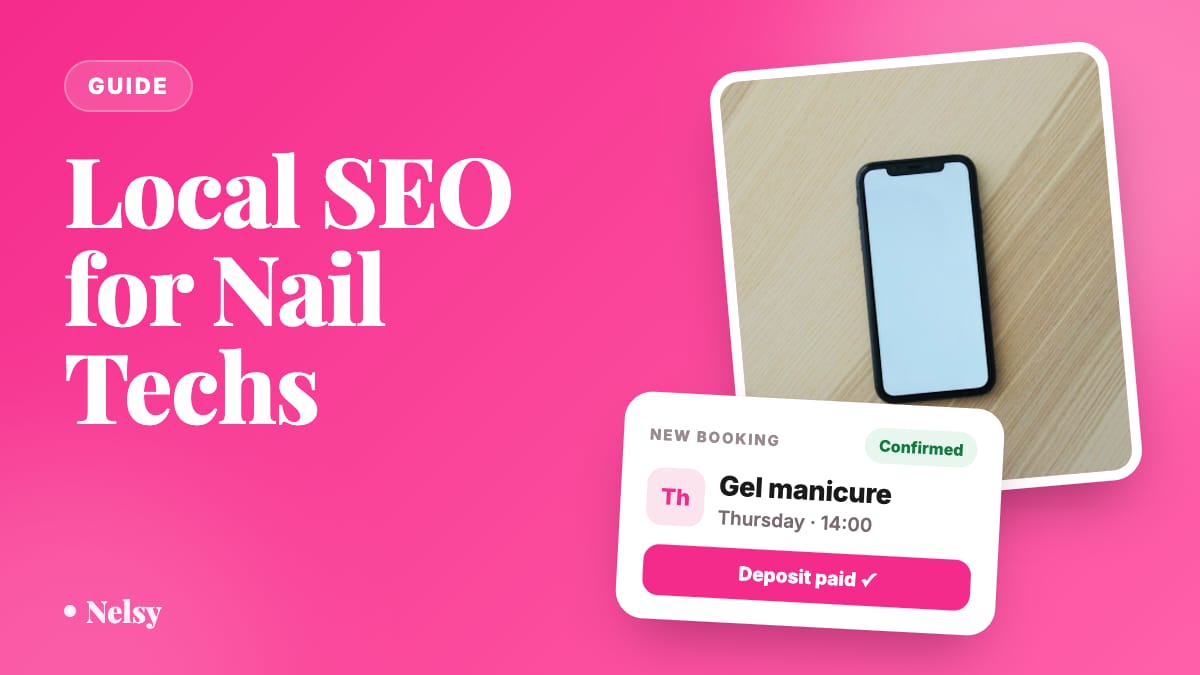 GUIDE
Local SEO
for Nail
Techs
NEW BOOKING
Confirmed
Th
Gel manicure
Thursday · 14:00
Deposit paid ✓
Nelsy